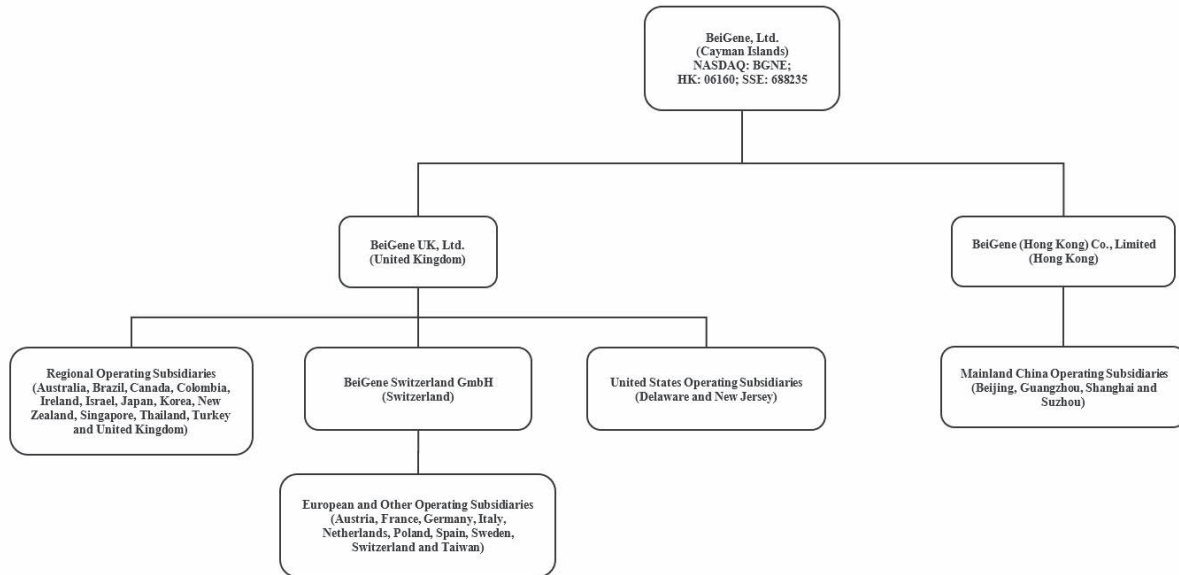 BeiGene, Ltd.
(Cayman Islands)
NASDAQ: BGNE;
HK: 06160; SSE: 688235
BeiGene UK, Ltd.
(United Kingdom)
BeiGene (Hong Kong) Co., Limited
(Hong Kong)
Regional Operating Subsidiaries
(Australia, Brazil, Canada, Colombia,
Ireland, Israel, Japan, Korea, New
Zealand, Singapore, Thailand, Turkey
and United Kingdom)
BeiGene Switzerland GmbH
(Switzerland)
United States Operating Subsidiaries
(Delaware and New Jersey)
Mainland China Operating Subsidiaries
(Beijing, Guangzhou, Shanghai and
Suzhou)
European and Other Operating Subsidiaries
(Austria, France, Germany, Italy,
Netherlands, Poland, Spain, Sweden,
Switzerland and Taiwan)